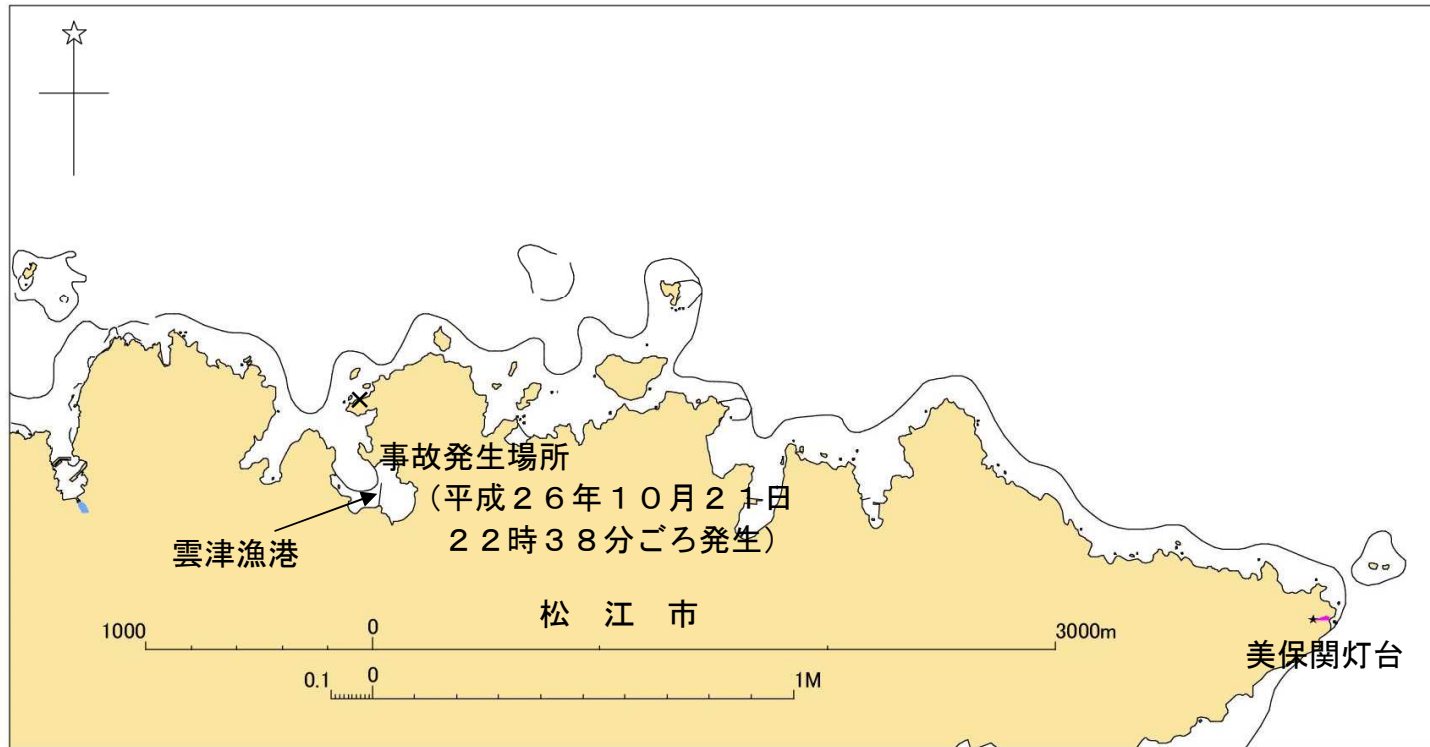 事故発生場所
（平成２６年１０月２１日
２２時３８分ごろ発生）
雲津漁港
松 江 市
1000 0 3000m
美保関灯台
0.1 0 1M